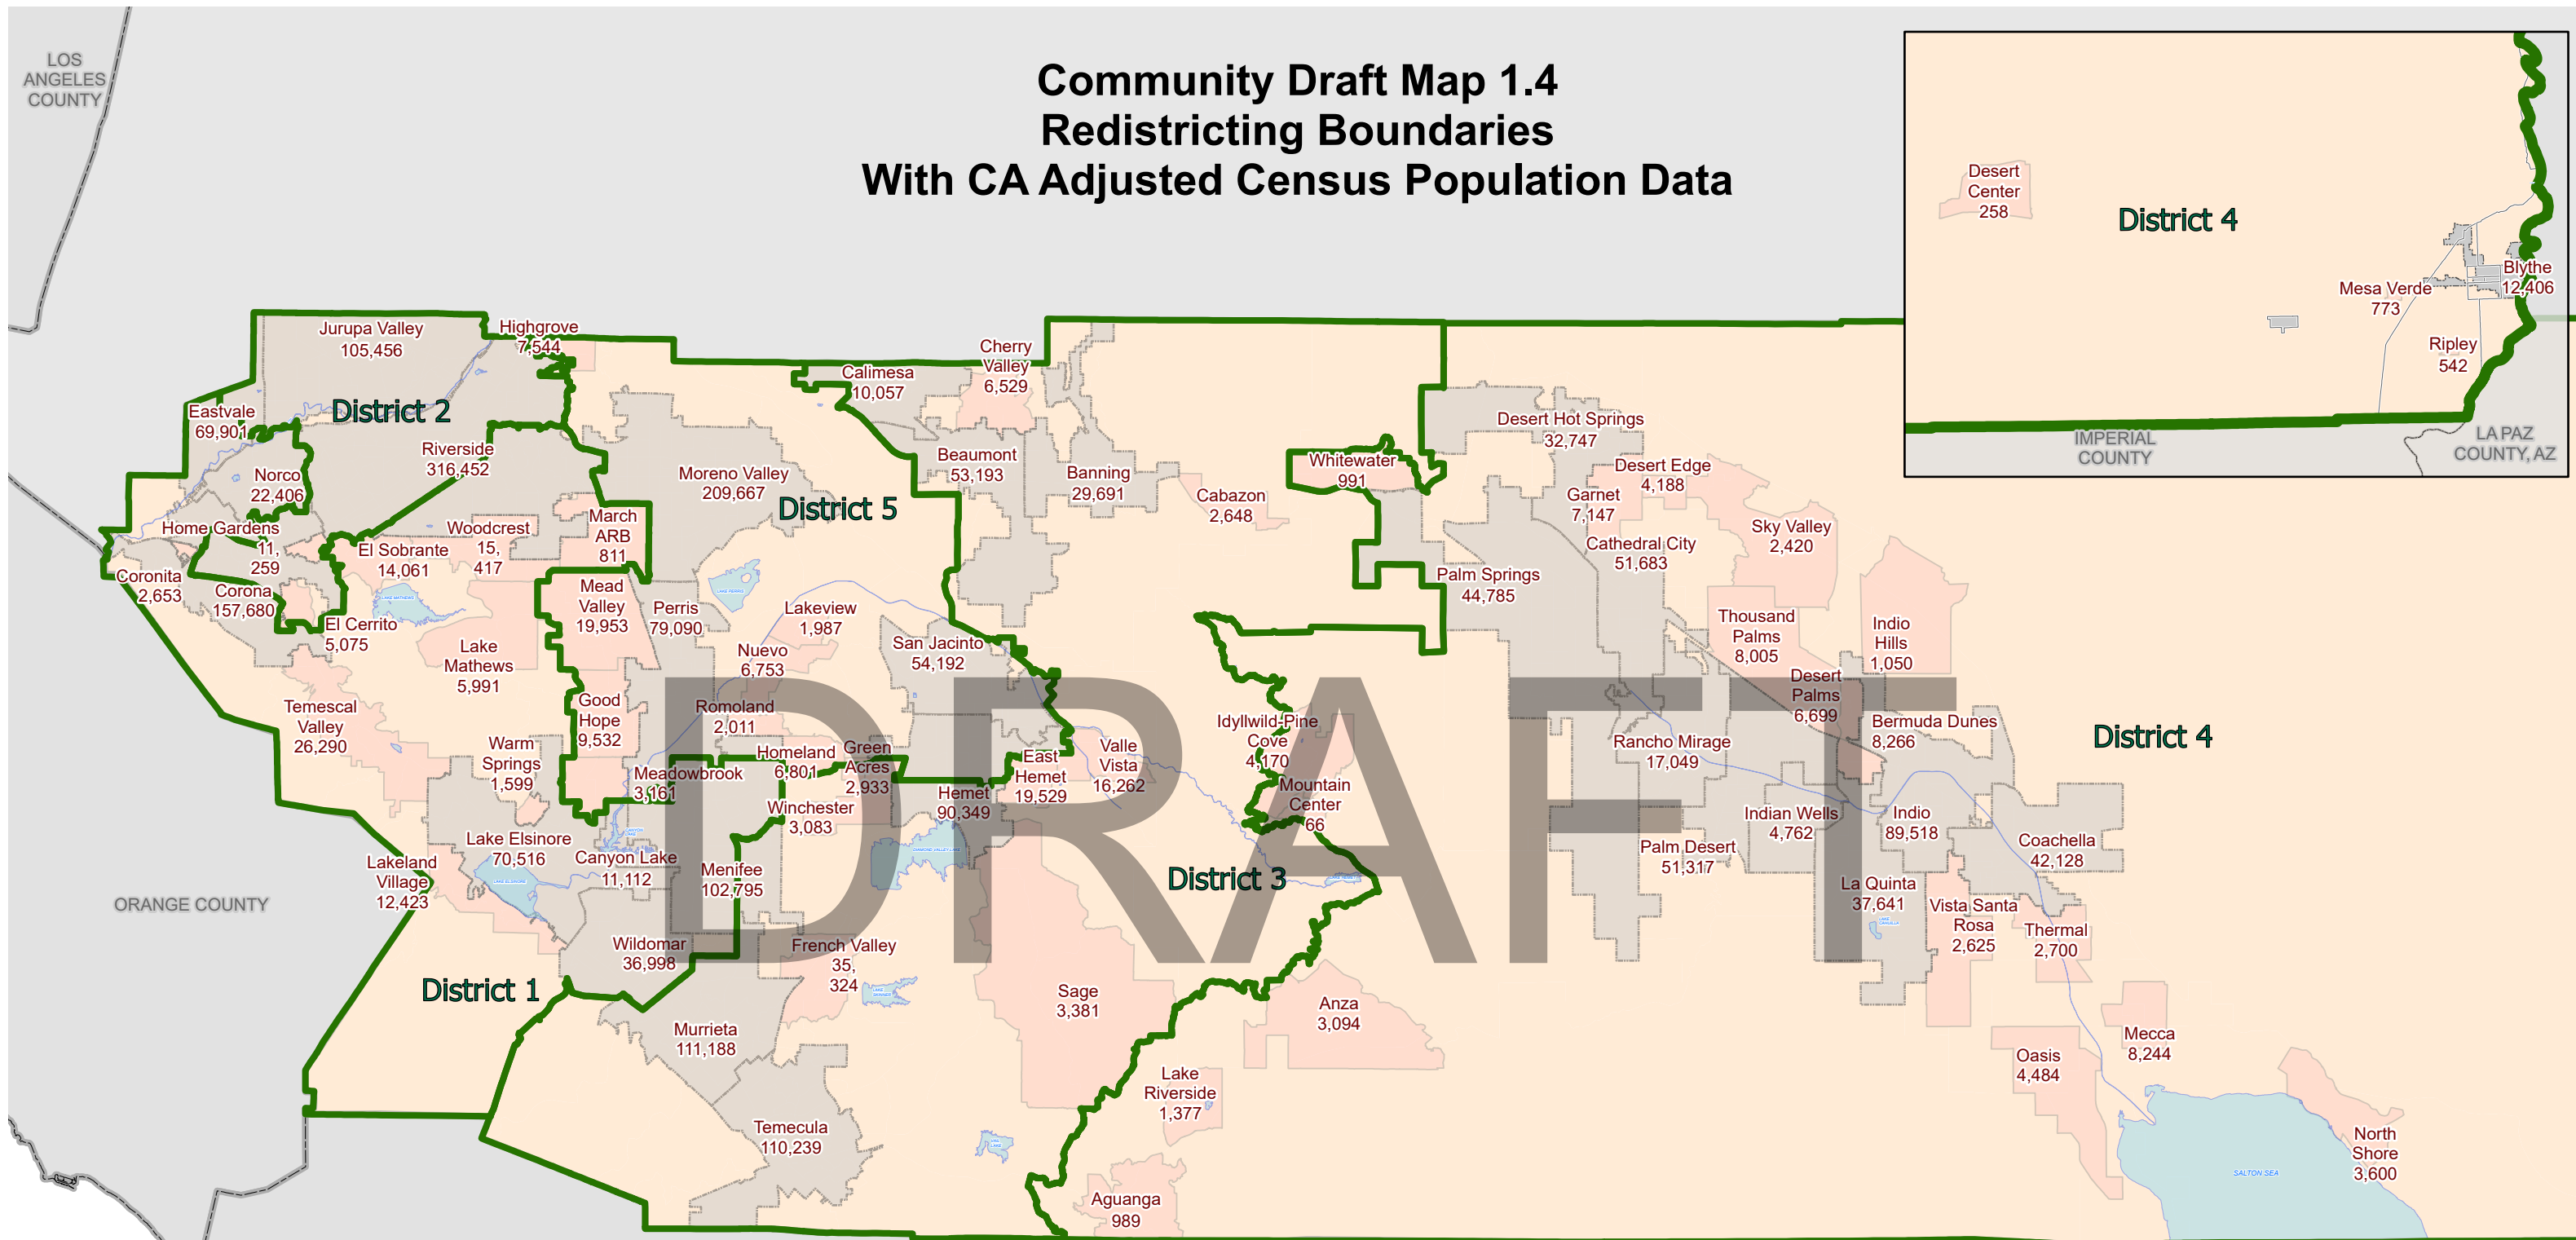 Community Draft Map 1.4
Redistricting Boundaries
With CA Adjusted Census Population Data
LOS
ANGELES
COUNTY
Desert
Center
258
District 4
Blythe
12,406
Mesa Verde
773
Ripley
542
IMPERIAL
COUNTY
LA PAZ
COUNTY, AZ
Jurupa Valley
105,456
Highgrove
7,544
Cherry
Valley
6,529
Calimesa
10,057
District 2
Eastvale
69,901
Riverside
316,452
Norco
22,406
Moreno Valley
209,667
District 5
Beaumont
53,193
Banning
29,691
Cabazon
2,648
Whitewater
991
Desert Hot Springs
32,747
Desert Edge
4,188
Garnet
7,147
Sky Valley
2,420
Cathedral City
51,683
Palm Springs
44,785
Home Gardens
11,
259
Woodcrest
15,
417
March
ARB
811
El Sobrante
14,061
Coronita
2,653
Corona
157,680
LAKE MATHEWS
El Cerrito
5,075
Mead
Valley
19,953
Perris
79,090
LAKE PERRIS
Lakeview
1,987
Nuevo
6,753
San Jacinto
54,192
Lake
Mathews
5,991
Thousand
Palms
8,005
Indio
Hills
1,050
Desert
Palms
6,699
Bermuda Dunes
8,266
District 4
Temescal
Valley
26,290
Good
Hope
9,532
Romoland
2,011
Warm
Springs
1,599
Homeland
6,801
Green
Acres
2,933
Meadowbrook
3,161
Winchester
3,083
Hemet
90,349
East
Hemet
19,529
Valle
Vista
16,262
Idyllwild-Pine
Cove
4,170
Mountain
Center
66
Rancho Mirage
17,049
Indian Wells
4,762
Indio
89,518
Coachella
42,128
Palm Desert
51,317
La Quinta
37,641
Vista Santa
Rosa
2,625
Thermal
2,700
DRAFT
Lake Elsinore
70,516
LAKE ELSINORE
Canyon Lake
11,112
CANYON
LAKE
Menifee
102,795
DIAMOND VALLEY LAKE
Lakeland
Village
12,423
ORANGE COUNTY
District 3
Wildomar
36,998
French Valley
35,
324
LAKE
SKINNER
District 1
Sage
3,381
Anza
3,094
Murrieta
111,188
Lake
Riverside
1,377
Temecula
110,239
Aguanga
989
Mecca
8,244
Oasis
4,484
North
Shore
3,600
SALTON SEA